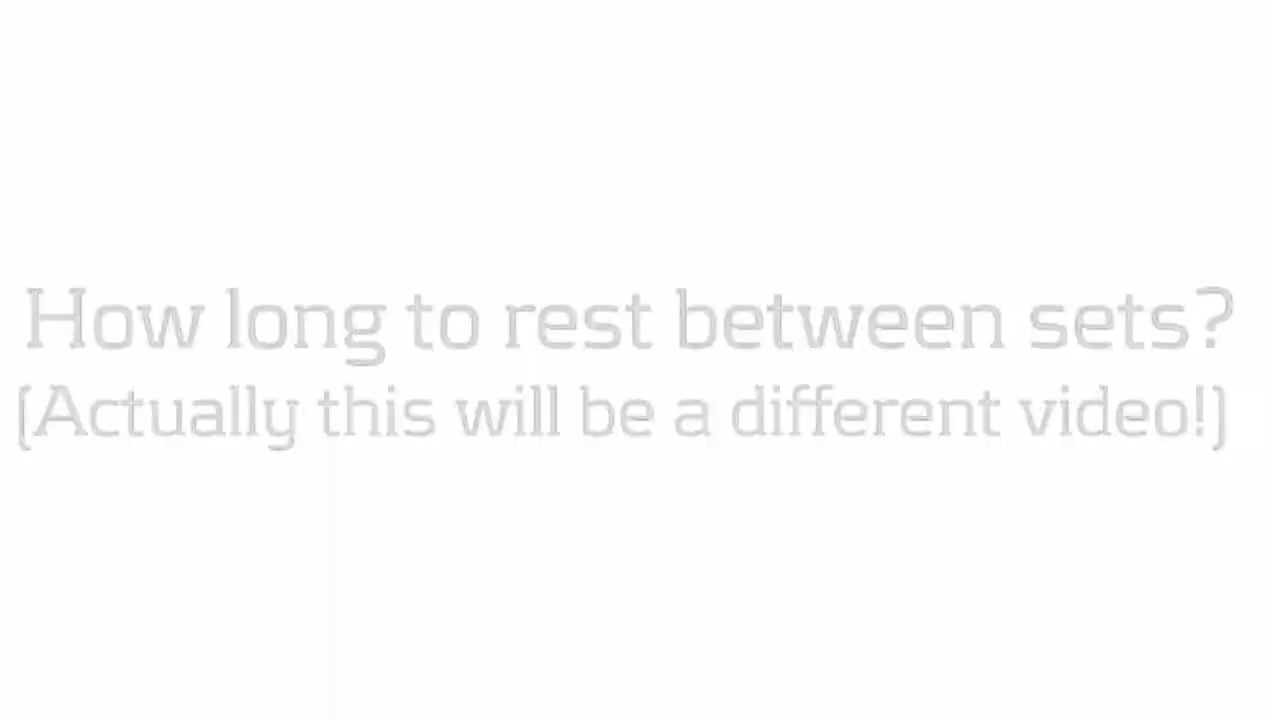 How long to rest between sets?
(Actually this will be a different video!)